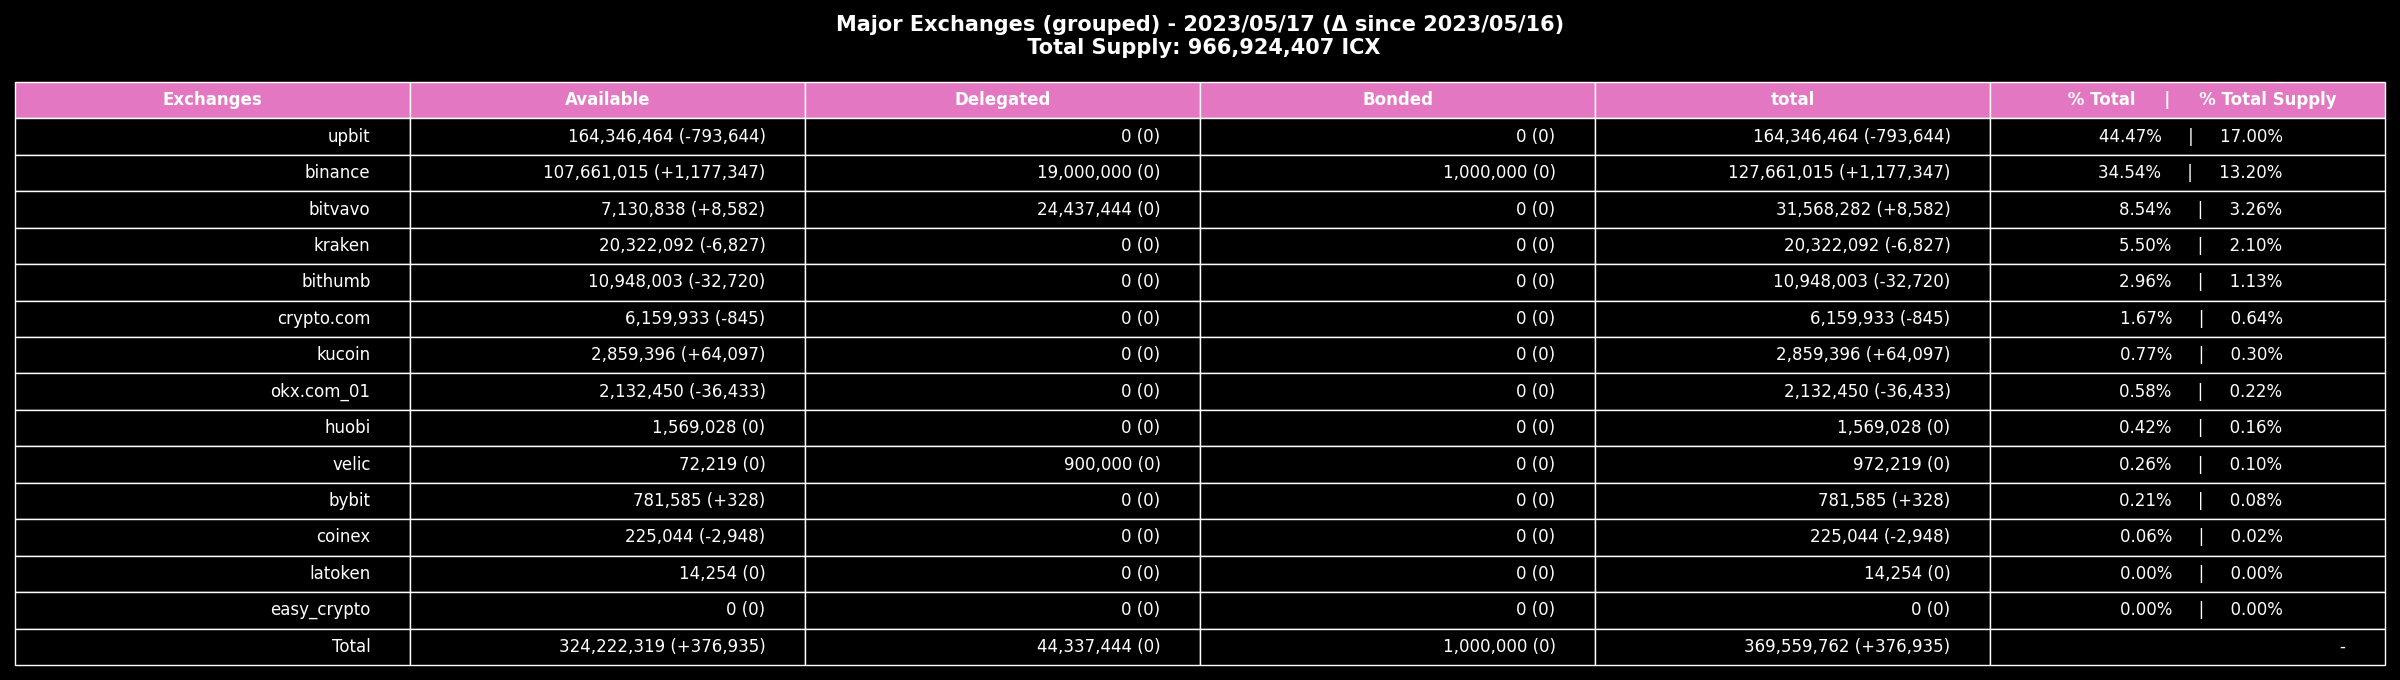 Major Exchanges (grouped) - 2023/05/17 (Δ since 2023/05/16)
Total Supply: 966,924,407 ICX
Exchanges Available Delegated Bonded total % Total | % Total Supply
upbit 164,346,464 (-793,644) 0 (0) 0 (0) 164,346,464 (-793,644) 44.47% | 17.00%
binance 107,661,015 (+1,177,347) 19,000,000 (0) 1,000,000 (0) 127,661,015 (+1,177,347) 34.54% | 13.20%
bitvavo 7,130,838 (+8,582) 24,437,444 (0) 0 (0) 31,568,282 (+8,582) 8.54% | 3.26%
kraken 20,322,092 (-6,827) 0 (0) 0 (0) 20,322,092 (-6,827) 5.50% | 2.10%
bithumb 10,948,003 (-32,720) 0 (0) 0 (0) 10,948,003 (-32,720) 2.96% | 1.13%
crypto.com 6,159,933 (-845) 0 (0) 0 (0) 6,159,933 (-845) 1.67% | 0.64%
kucoin 2,859,396 (+64,097) 0 (0) 0 (0) 2,859,396 (+64,097) 0.77% | 0.30%
okx.com_01 2,132,450 (-36,433) 0 (0) 0 (0) 2,132,450 (-36,433) 0.58% | 0.22%
huobi 1,569,028 (0) 0 (0) 0 (0) 1,569,028 (0) 0.42% | 0.16%
velic 72,219 (0) 900,000 (0) 0 (0) 972,219 (0) 0.26% | 0.10%
bybit 781,585 (+328) 0 (0) 0 (0) 781,585 (+328) 0.21% | 0.08%
coinex 225,044 (-2,948) 0 (0) 0 (0) 225,044 (-2,948) 0.06% | 0.02%
latoken 14,254 (0) 0 (0) 0 (0) 14,254 (0) 0.00% | 0.00%
easy_crypto 0 (0) 0 (0) 0 (0) 0 (0) 0.00% | 0.00%
Total 324,222,319 (+376,935) 44,337,444 (0) 1,000,000 (0) 369,559,762 (+376,935) -